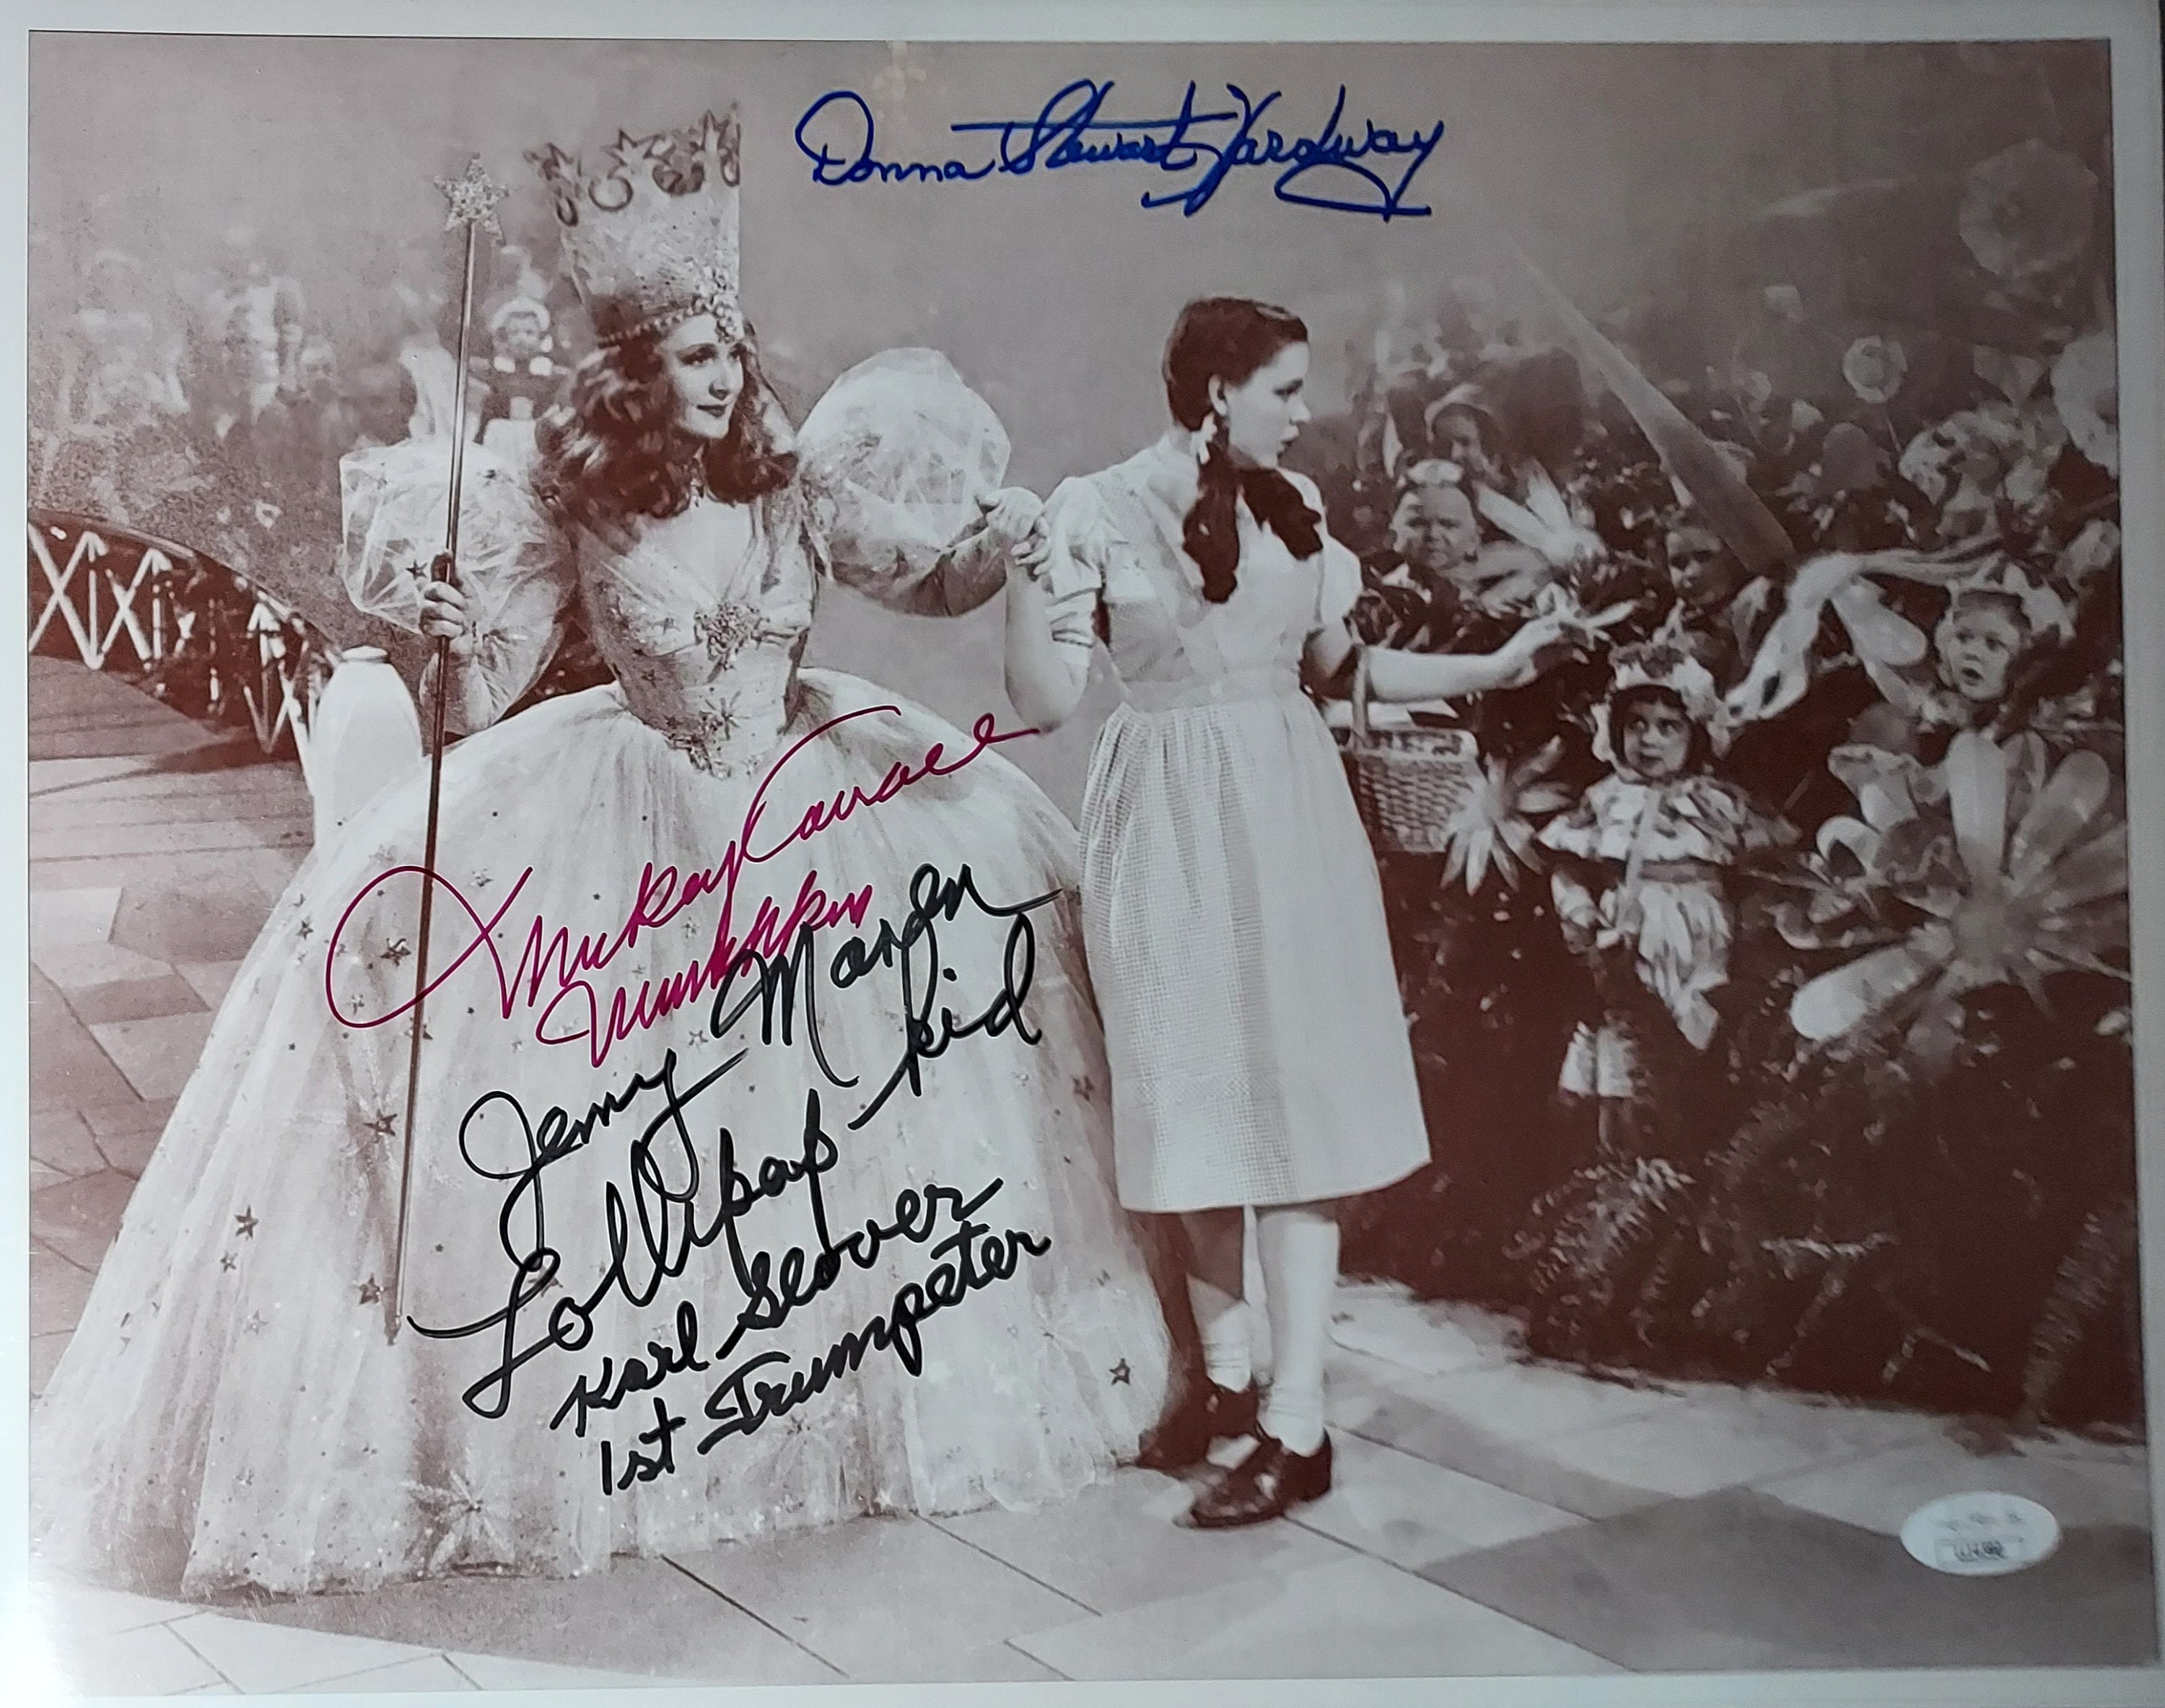 Donna Stewart Hardway
Mickey Carroll
Munchkin
Jerry Maren
Lollipop kid
Karl Slover
1st Trumpeter